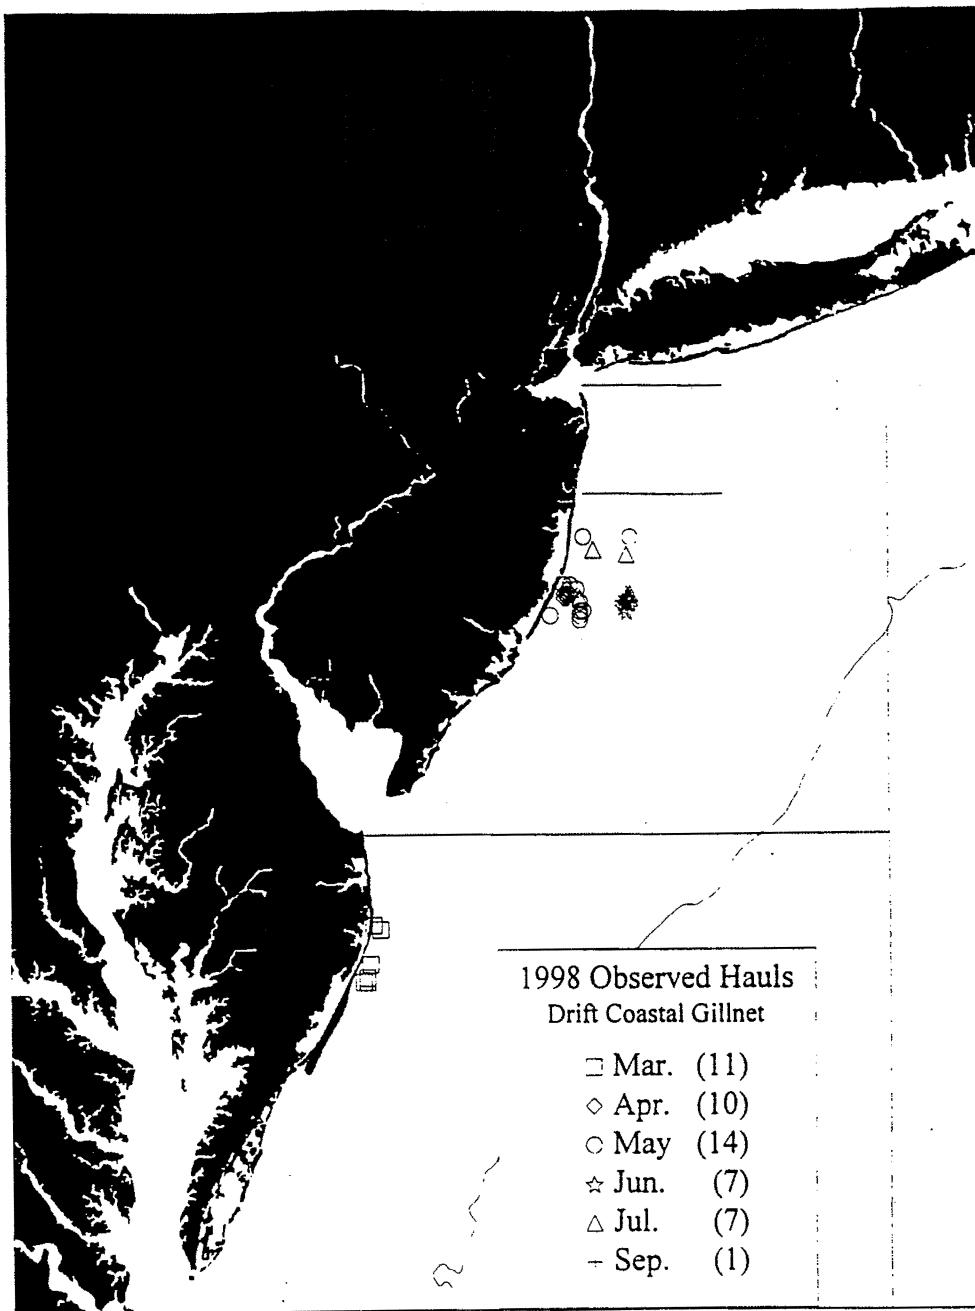 1998 Observed Hauls
Drift Coastal Gillnet
Mar. (11)
Apr. (10)
May (14)
Jun. (7)
Jul. (7)
Sep. (1)